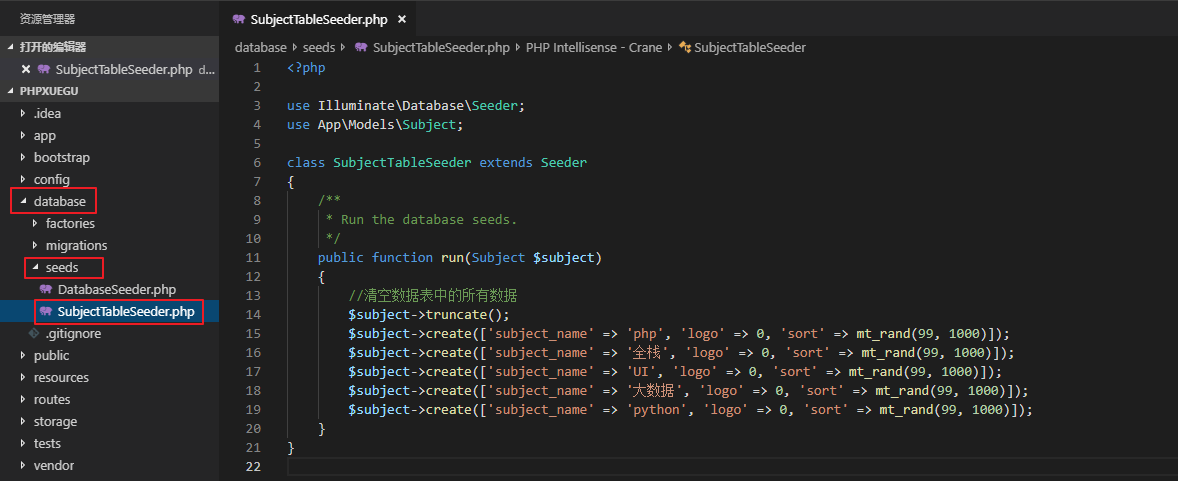 资源管理器
打开的编辑器
SubjectTableSeeder.php d...
PHPXUEGU
.idea
app
bootstrap
config
database
factories
migrations
seeds
DatabaseSeeder.php
SubjectTableSeeder.php
.gitignore
public
resources
routes
storage
tests
vendor
SubjectTableSeeder.php
database seeds SubjectTableSeeder.php PHP Intellisense - Crane SubjectTableSeeder
1 <?php
2
3 use Illuminate\Database\Seeder;
4 use App\Models\Subject;
5
6 class SubjectTableSeeder extends Seeder
7 {
8 /**
9 * Run the database seeds.
10 */
11 public function run(Subject $subject)
12 {
13 //清空数据表中的所有数据
14 $subject->truncate();
15 $subject->create(['subject_name' => 'php', 'logo' => 0, 'sort' => mt_rand(99, 1000)]);
16 $subject->create(['subject_name' => '全栈', 'logo' => 0, 'sort' => mt_rand(99, 1000)]);
17 $subject->create(['subject_name' => 'UI', 'logo' => 0, 'sort' => mt_rand(99, 1000)]);
18 $subject->create(['subject_name' => '大数据', 'logo' => 0, 'sort' => mt_rand(99, 1000)]);
19 $subject->create(['subject_name' => 'python', 'logo' => 0, 'sort' => mt_rand(99, 1000)]);
20 }
21 }
22